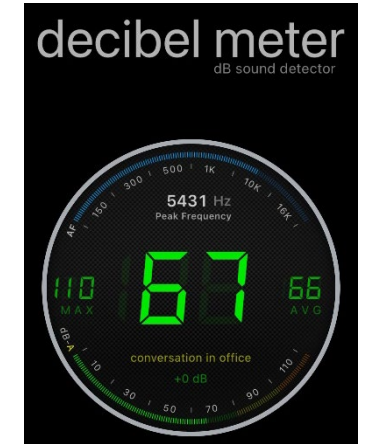 decibel meter
dB sound detector
AF 150 300 500 1K 10K 16K
5431 Hz
Peak Frequency
110
MAX
67
66
AVG
conversation in office
+0 dB
dB-A 10 30 50 70 90 110